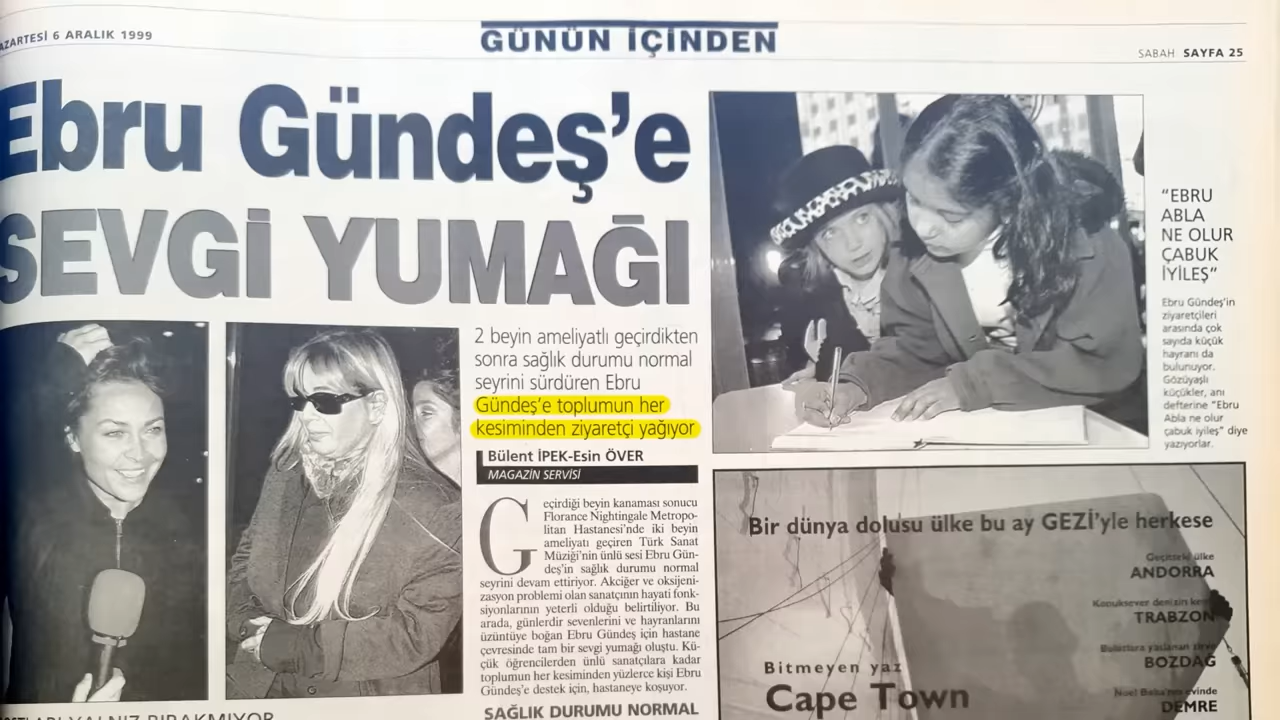 AZARTESİ 6 ARALIK 1999
GÜNÜN İÇİNDEN
SABAH SAYFA 25
Ebru Gündeş'e
SEVGİ YUMAĞI
2 beyin ameliyatlı geçirdikten
sonra sağlık durumu normal
seyrini sürdüren Ebru
Gündeş'e toplumun her
kesiminden ziyaretçi yağıyor
Bülent İPEK-Esin ÖVER
MAGAZİN SERVİSİ
Geçirdiği beyin kanaması sonucu
Florance Nightingale Metropo-
litan Hastanesi'nde iki beyin
ameliyatı geçiren Türk Sanat
Müziği'nin ünlü sesi Ebru Gün-
deş'in sağlık durumu normal
seyrini devam ettiriyor. Akciğer ve oksijeni-
zasyon problemi olan sanatçının hayati fonk-
siyonlarının yeterli olduğu belirtiliyor. Bu
arada, günlerdir sevenlerini ve hayranlarını
üzüntüye boğan Ebru Gündeş için hastane
çevresinde tam bir sevgi yumağı oluştu. Kü-
çük öğrencilerden ünlü sanatçılara kadar
toplumun her kesiminden yüzlerce kişi Ebru
Gündeş'e destek için, hastaneye koşuyor.
SAĞLIK DURUMU NORMAL
"EBRU
ABLA
NE OLUR
ÇABUK
İYİLEŞ"
Ebru Gündeş'in
ziyaretçileri
arasında çok
sayıda küçük
hayranı da
bulunuyor.
Gözüyaşlı
küçükler, anı
defterine "Ebru
Abla ne olur
çabuk iyileş" diye
yazıyorlar.
Bir dünya dolusu ülke bu ay GEZİ'yle herkese
ülke
ANDORRA
Konuksever denizin
TRABZON
BOZDAĞ
Noel Baba'nın evinde
DEMRE
Bitmeyen yaz
Cape Town
YALNIZ BIRAKMIYOR